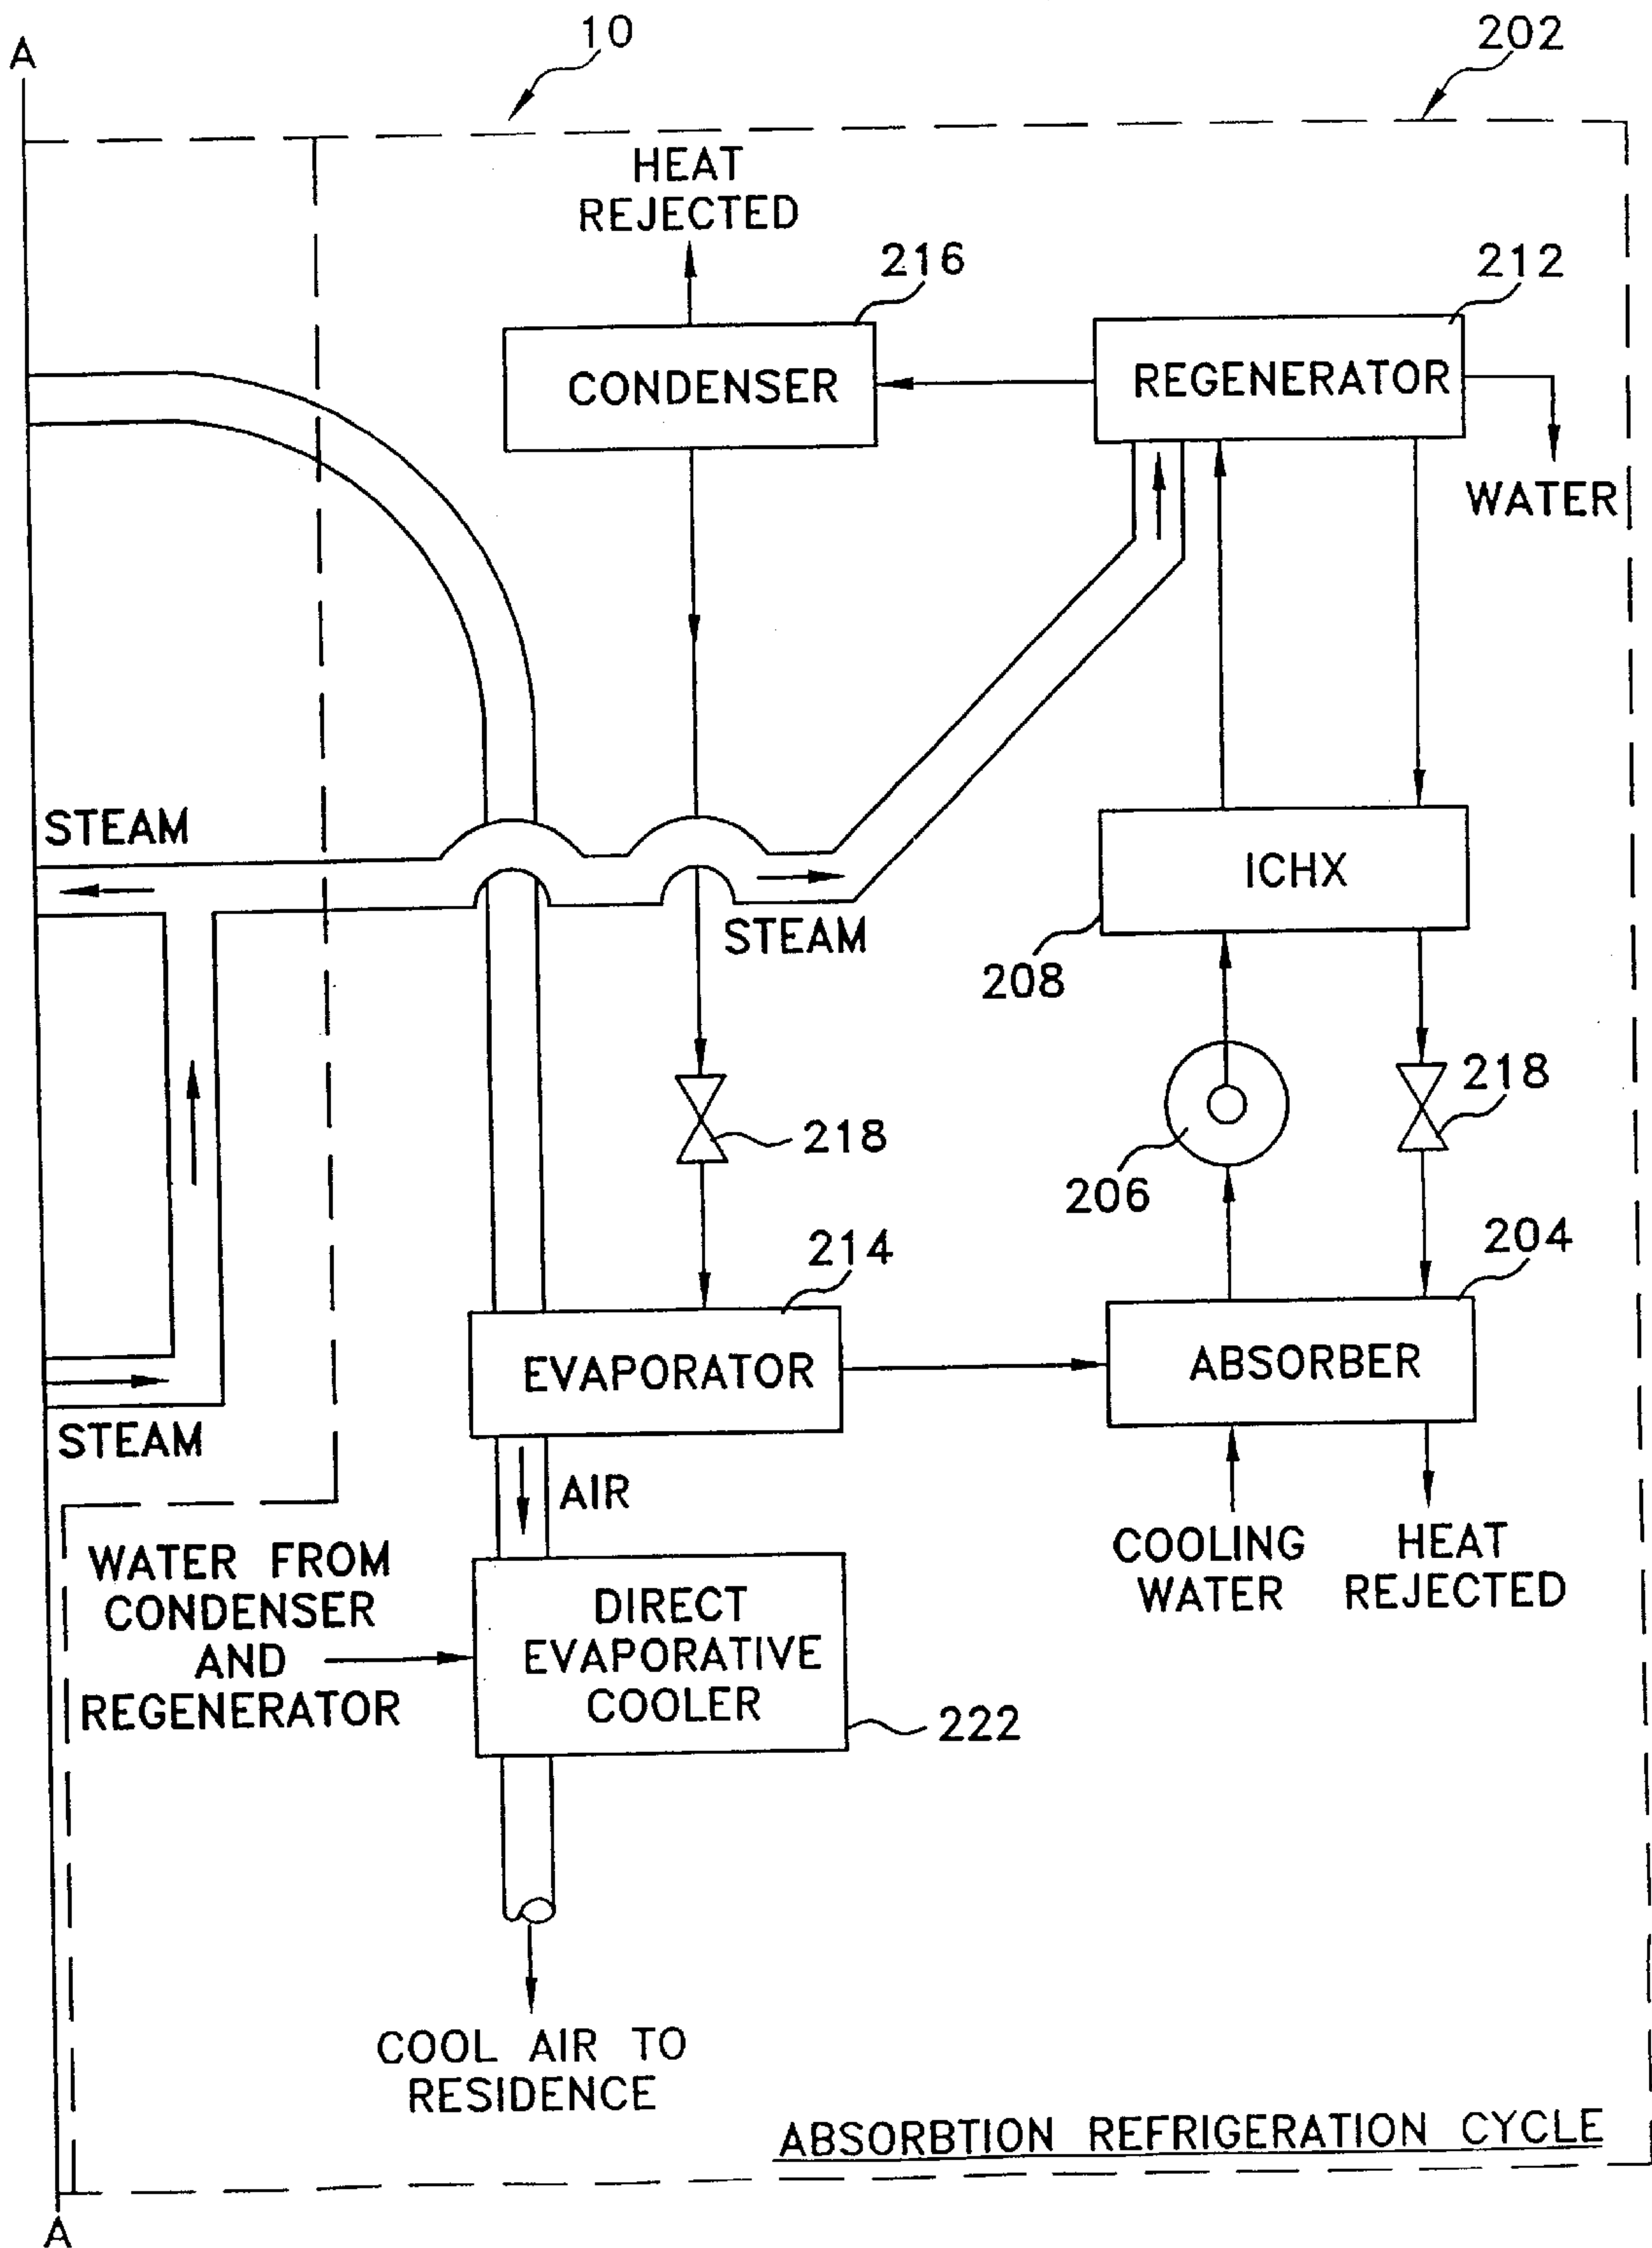 10
202
A
HEAT
REJECTED
216
212
CONDENSER
REGENERATOR
WATER
STEAM
ICHX
STEAM
208
218
218
206
214
204
EVAPORATOR
ABSORBER
STEAM
AIR
WATER FROM
CONDENSER
AND
REGENERATOR
COOLING
WATER
HEAT
REJECTED
DIRECT
EVAPORATIVE
COOLER
222
COOL AIR TO
RESIDENCE
ABSORBTION REFRIGERATION CYCLE
A